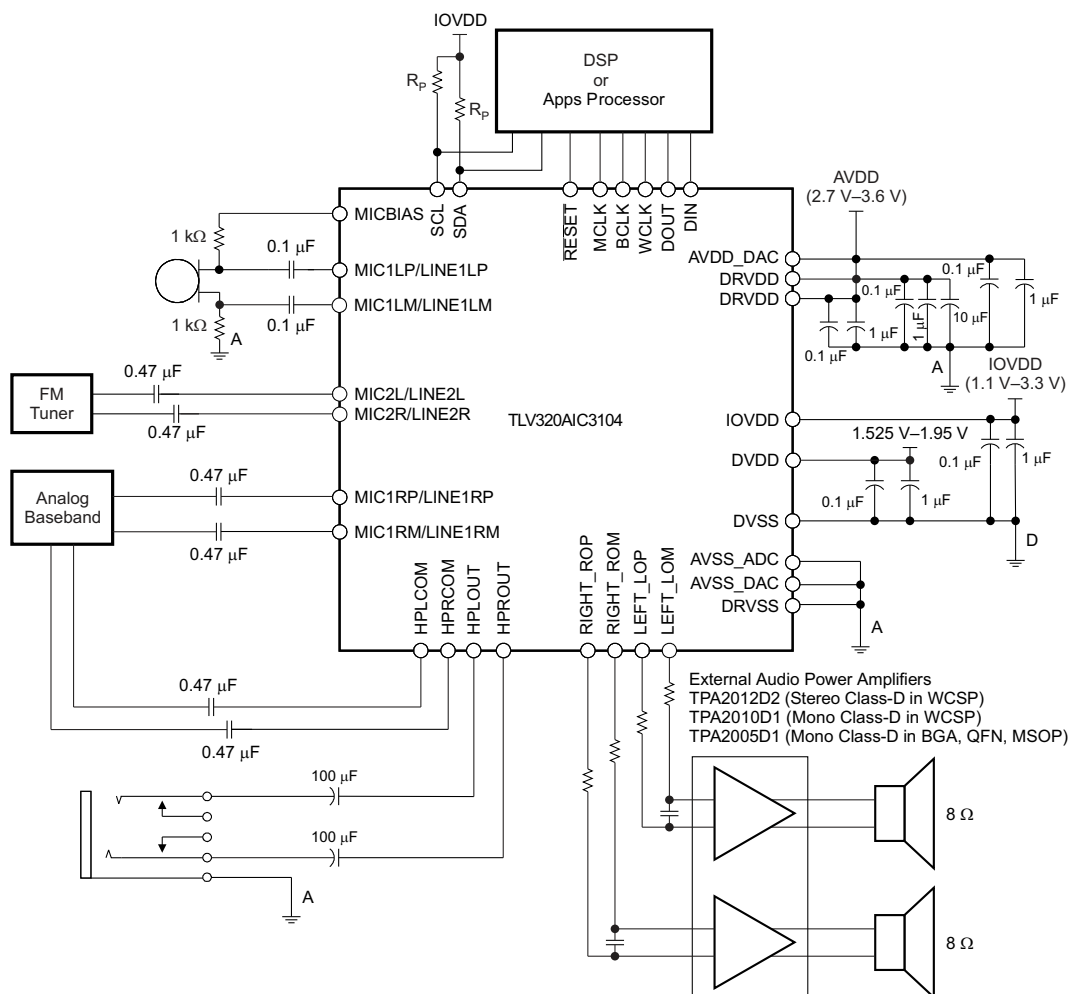 IOVDD
R_P
R_P
DSP
or
Apps Processor
SCL
SDA
RESET
MCLK
BCLK
WCLK
DOUT
DIN
AVDD
(2.7 V–3.6 V)
MICBIAS
1 kΩ
0.1 μF
MIC1LP/LINE1LP
MIC1LM/LINE1LM
0.1 μF
1 kΩ
A
AVDD_DAC
DRVDD
DRVDD
0.1 μF
1 μF
0.1 μF
1 μF
10 μF
0.1 μF
1 μF
A
FM
Tuner
0.47 μF
0.47 μF
MIC2L/LINE2L
MIC2R/LINE2R
TLV320AIC3104
IOVDD
(1.1 V–3.3 V)
IOVDD
1.525 V–1.95 V
DVDD
0.1 μF
1 μF
0.1 μF
1 μF
DVSS
D
Analog
Baseband
0.47 μF
0.47 μF
MIC1RP/LINE1RP
MIC1RM/LINE1RM
AVSS_ADC
AVSS_DAC
DRVSS
A
HPLCOM
HPRCOM
HPLOUT
HPROUT
RIGHT_ROP
RIGHT_ROM
LEFT_LOP
LEFT_LOM
0.47 μF
0.47 μF
External Audio Power Amplifiers
TPA2012D2 (Stereo Class-D in WCSP)
TPA2010D1 (Mono Class-D in WCSP)
TPA2005D1 (Mono Class-D in BGA, QFN, MSOP)
100 μF
100 μF
A
8 Ω
8 Ω